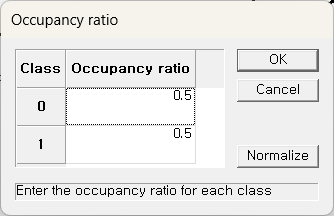 Occupancy ratio
Class Occupancy ratio
0 0.5
1 0.5
OK
Cancel
Normalize
Enter the occupancy ratio for each class